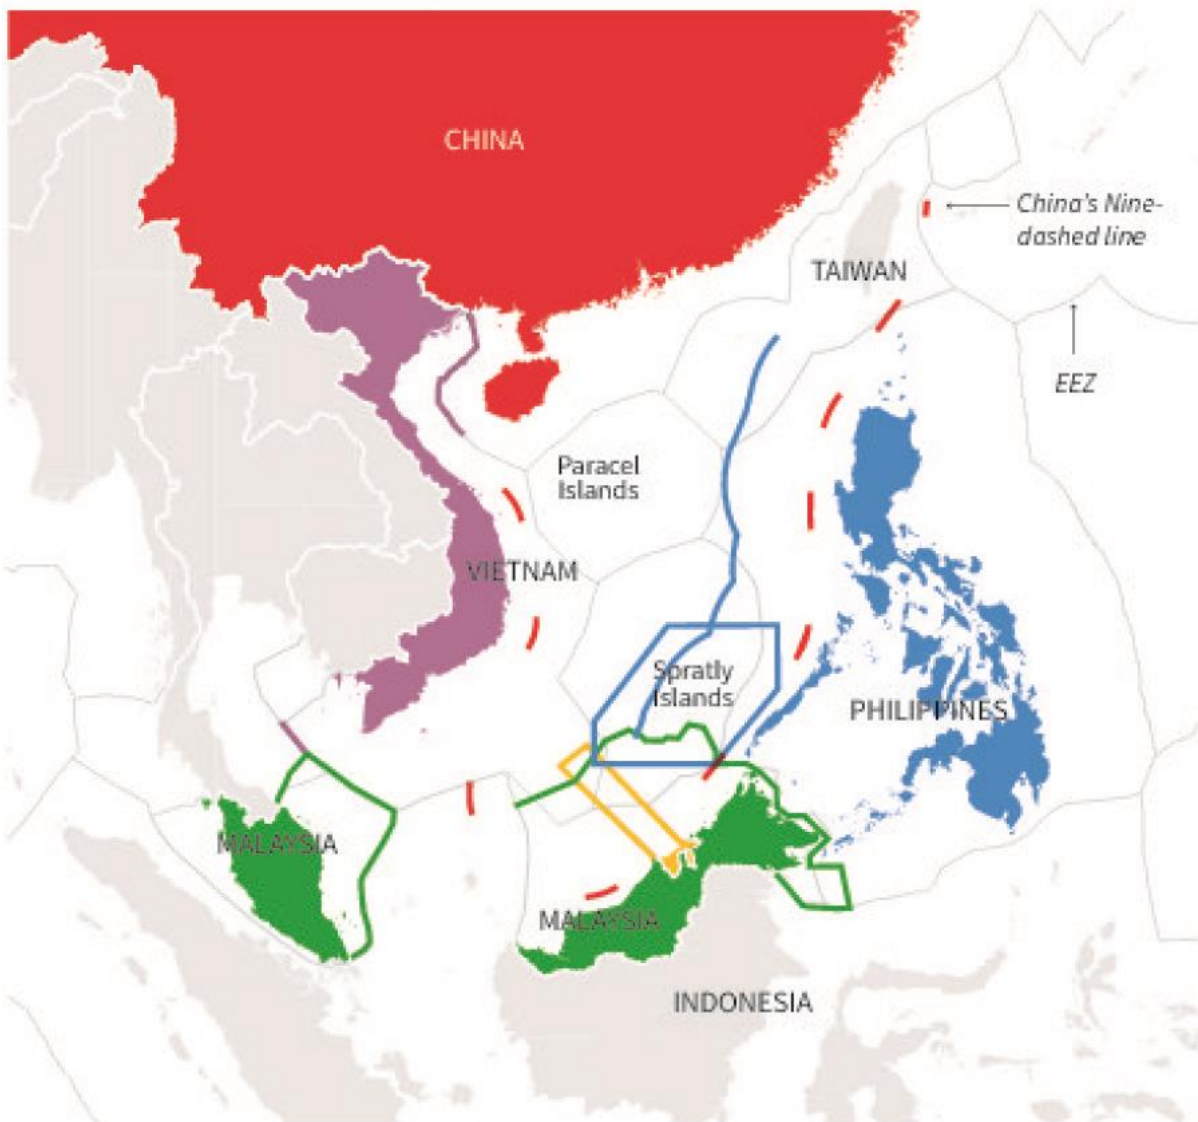 CHINA
China's Nine-
dashed line
TAIWAN
EEZ
Paracel
Islands
VIETNAM
Spratly
Islands
PHILIPPINES
MALAYSIA
MALAYSIA
INDONESIA